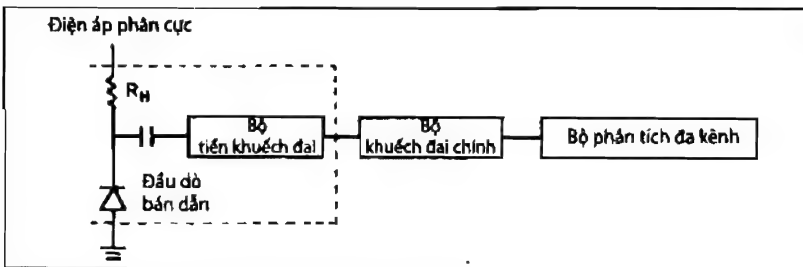 Điện áp phân cực
R_H
Bộ
tiền khuếch đại
Bộ
khuếch đại chính
Bộ phân tích đa kênh
Đầu dò
bán dẫn